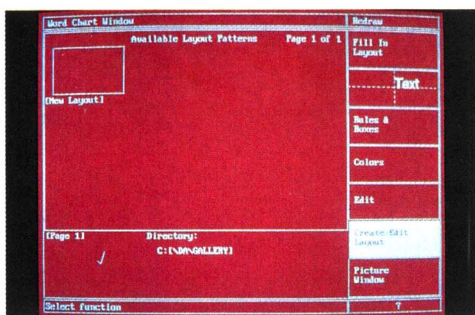 Word Chart Window
Redraw
Available Layout Patterns Page 1 of 1
Fill In
Layout
Text
[New Layout]
Rules &
Boxes
Colors
Edit
[Page 1] Directory:
C:[\DA\GALLERY]
Create/Edit
Layout
Picture
Window
Select function
?